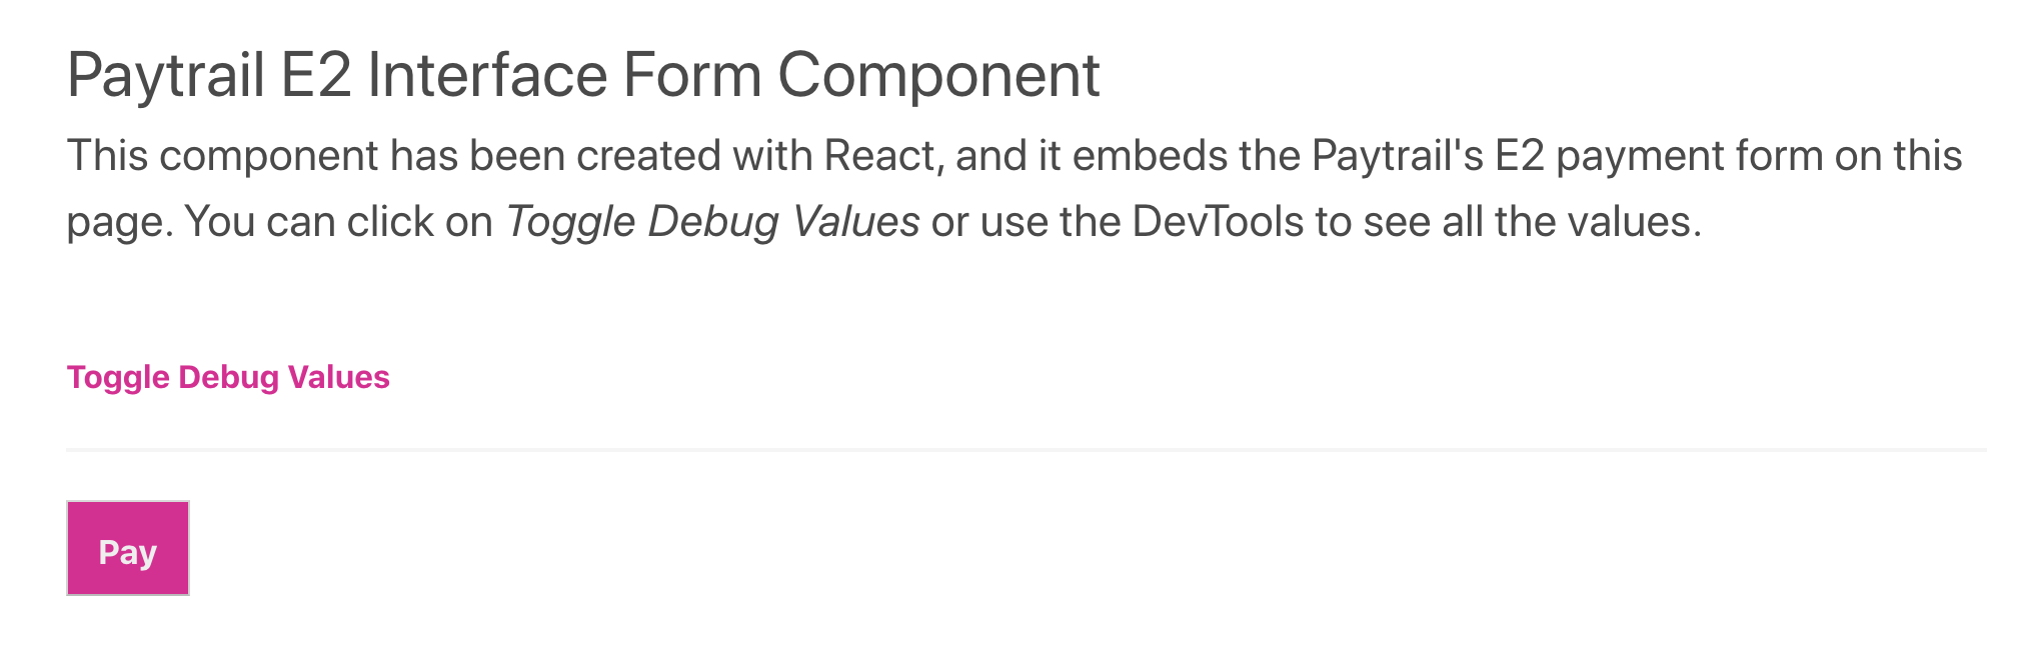 Paytrail E2 Interface Form Component
This component has been created with React, and it embeds the Paytrail's E2 payment form on this
page. You can click on Toggle Debug Values or use the DevTools to see all the values.
Toggle Debug Values
Pay